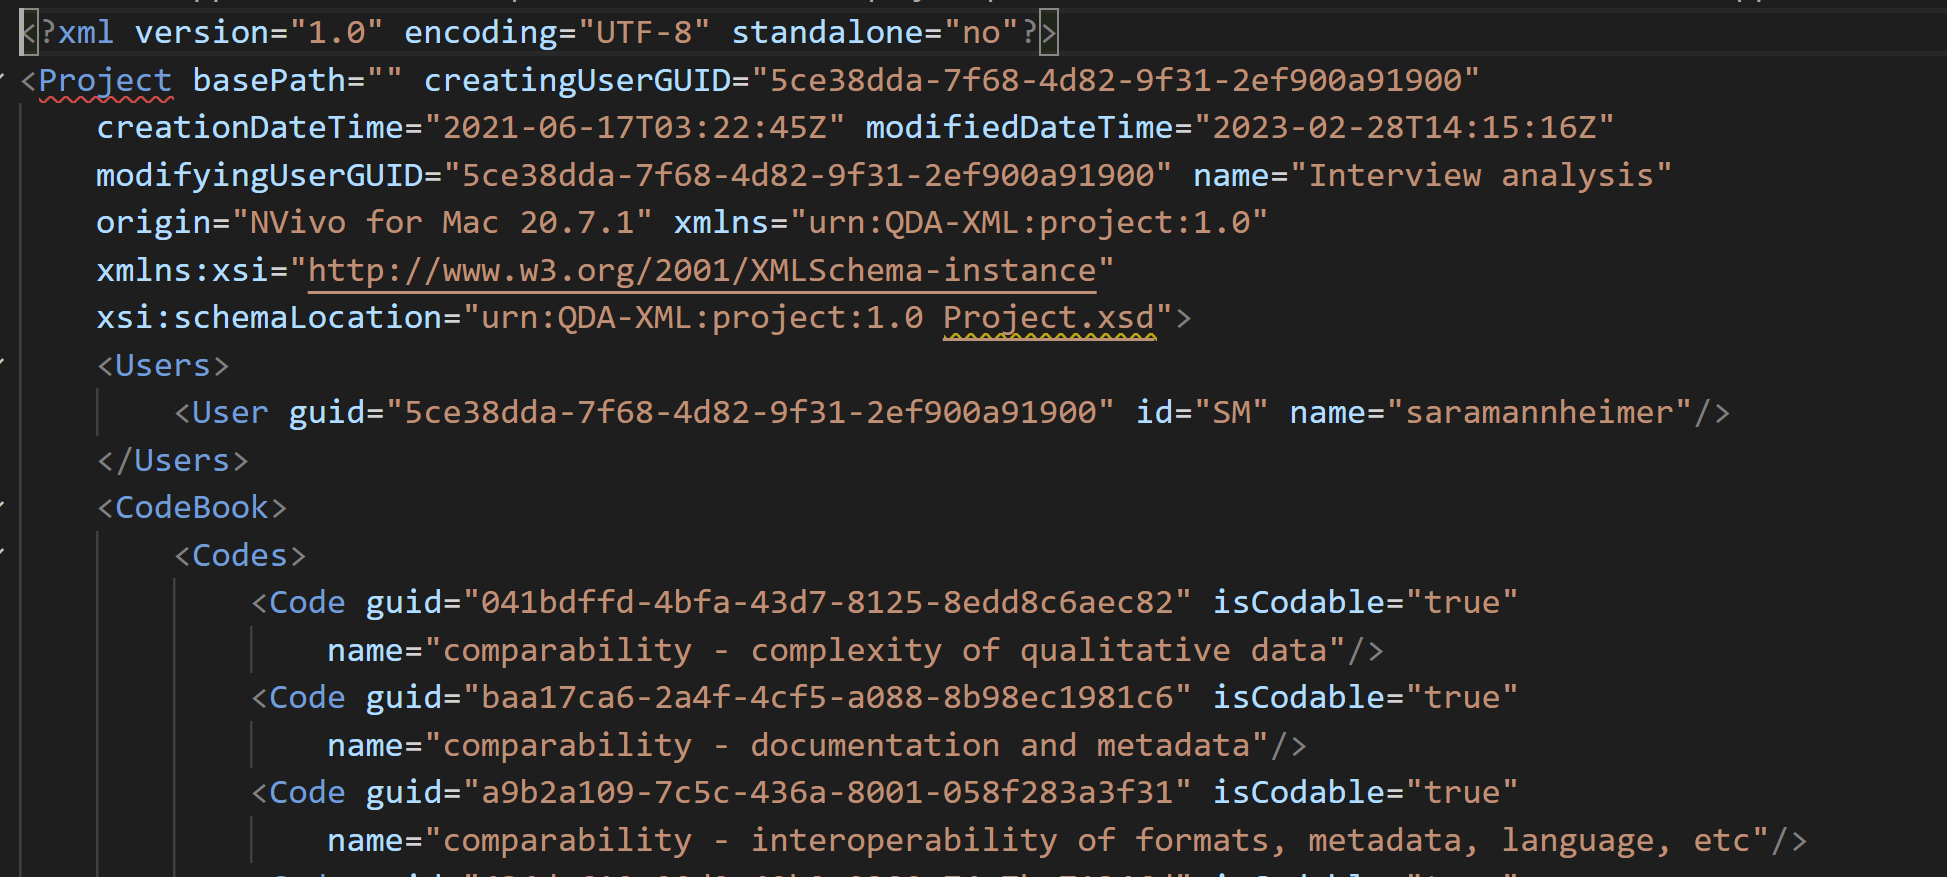 <?xml version="1.0" encoding="UTF-8" standalone="no"?>
<Project basePath="" creatingUserGUID="5ce38dda-7f68-4d82-9f31-2ef900a91900"
creationDateTime="2021-06-17T03:22:45Z" modifiedDateTime="2023-02-28T14:15:16Z"
modifyingUserGUID="5ce38dda-7f68-4d82-9f31-2ef900a91900" name="Interview analysis"
origin="NVivo for Mac 20.7.1" xmlns="urn:QDA-XML:project:1.0"
xmlns:xsi="http://www.w3.org/2001/XMLSchema-instance"
xsi:schemaLocation="urn:QDA-XML:project:1.0 Project.xsd">
<Users>
<User guid="5ce38dda-7f68-4d82-9f31-2ef900a91900" id="SM" name="saramannheimer"/>
</Users>
<CodeBook>
<Codes>
<Code guid="041bdffd-4bfa-43d7-8125-8edd8c6aec82" isCodable="true"
name="comparability - complexity of qualitative data"/>
<Code guid="baa17ca6-2a4f-4cf5-a088-8b98ec1981c6" isCodable="true"
name="comparability - documentation and metadata"/>
<Code guid="a9b2a109-7c5c-436a-8001-058f283a3f31" isCodable="true"
name="comparability - interoperability of formats, metadata, language, etc"/>